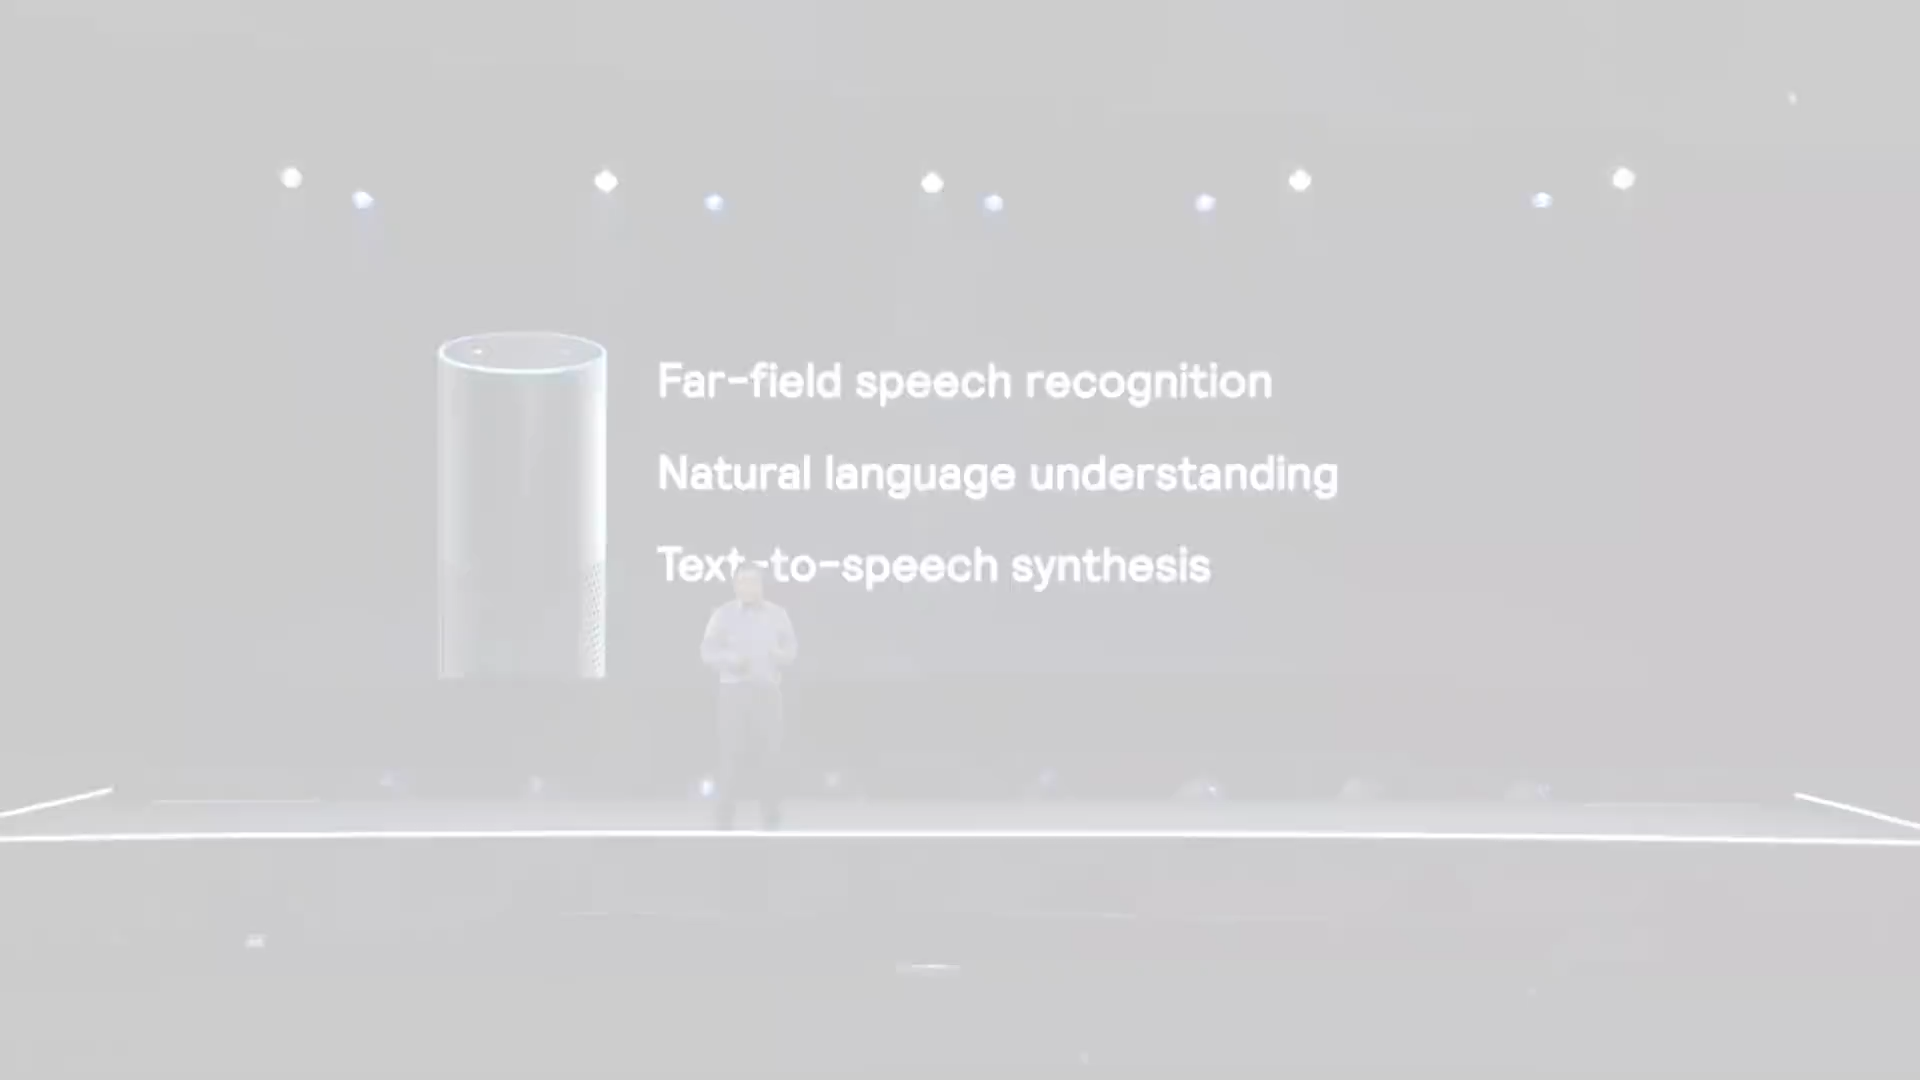 Far-field speech recognition
Natural language understanding
Text-to-speech synthesis